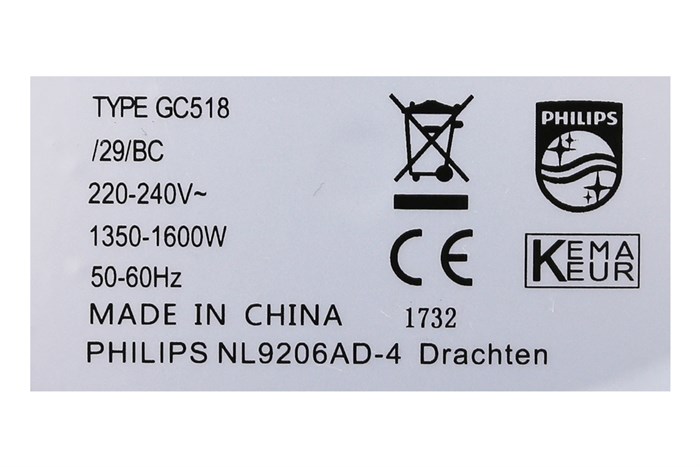 TYPE GC518
/29/BC
220-240V~
1350-1600W
50-60Hz
MADE IN CHINA 1732
PHILIPS NL9206AD-4 Drachten
CE
PHILIPS
KEMA
KEUR